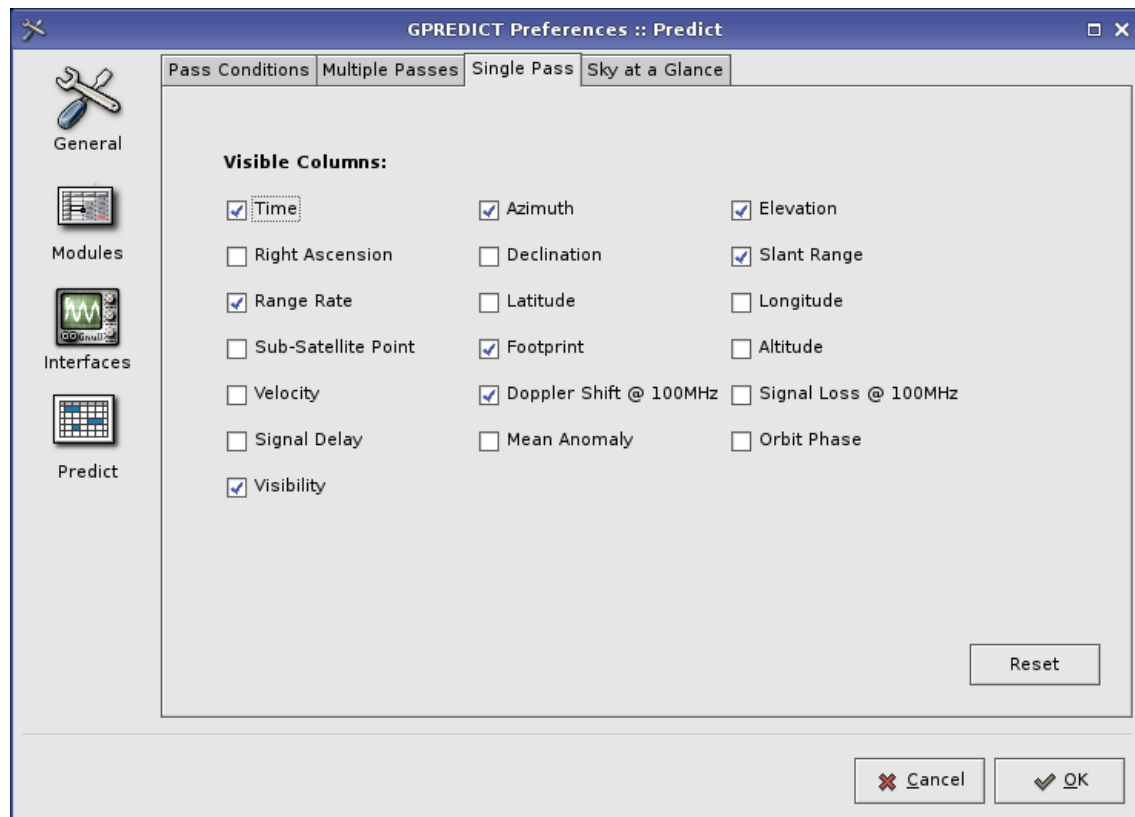 GPREDICT Preferences :: Predict
General
Modules
Gnull
Interfaces
Predict
Pass Conditions Multiple Passes Single Pass Sky at a Glance
Visible Columns:
Time Azimuth Elevation
Right Ascension Declination Slant Range
Range Rate Latitude Longitude
Sub-Satellite Point Footprint Altitude
Velocity Doppler Shift @ 100MHz Signal Loss @ 100MHz
Signal Delay Mean Anomaly Orbit Phase
Visibility
Reset
Cancel OK